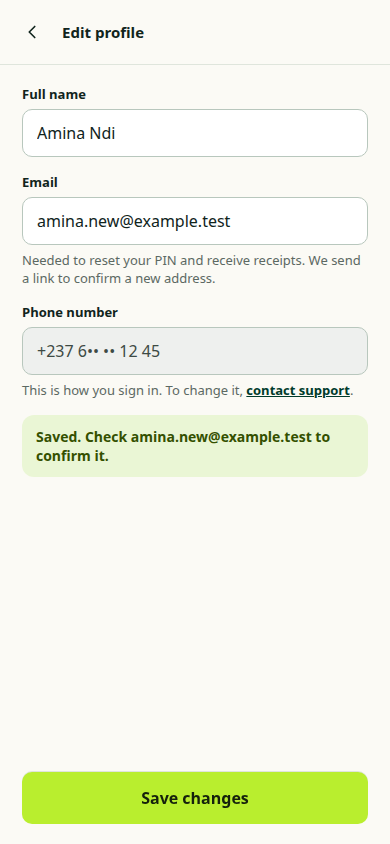 Edit profile
Full name
Amina Ndi
Email
amina.new@example.test
Needed to reset your PIN and receive receipts. We send
a link to confirm a new address.
Phone number
+237 6•• •• 12 45
This is how you sign in. To change it, contact support.
Saved. Check amina.new@example.test to
confirm it.
Save changes